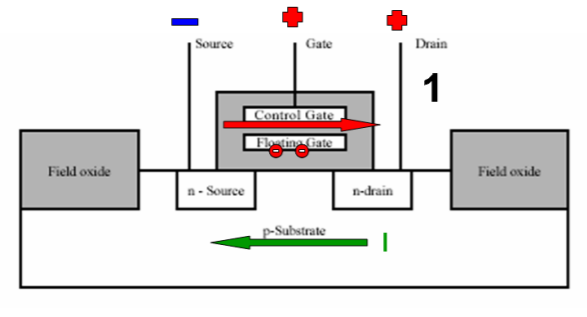 Source
Gate
Drain
1
Control Gate
Floating Gate
Field oxide
n - Source
n-drain
Field oxide
p-Substrate
I